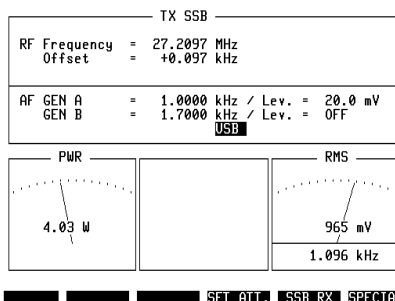 TX SSB
RF Frequency = 27.2097 MHz
Offset = +0.097 kHz
AF GEN A = 1.0000 kHz / Lev. = 20.0 mV
GEN B = 1.7000 kHz / Lev. = OFF
USB
PWR
RMS
4.03 W
965 mV
1.096 kHz
SET ATT. SSB RX SPECIA